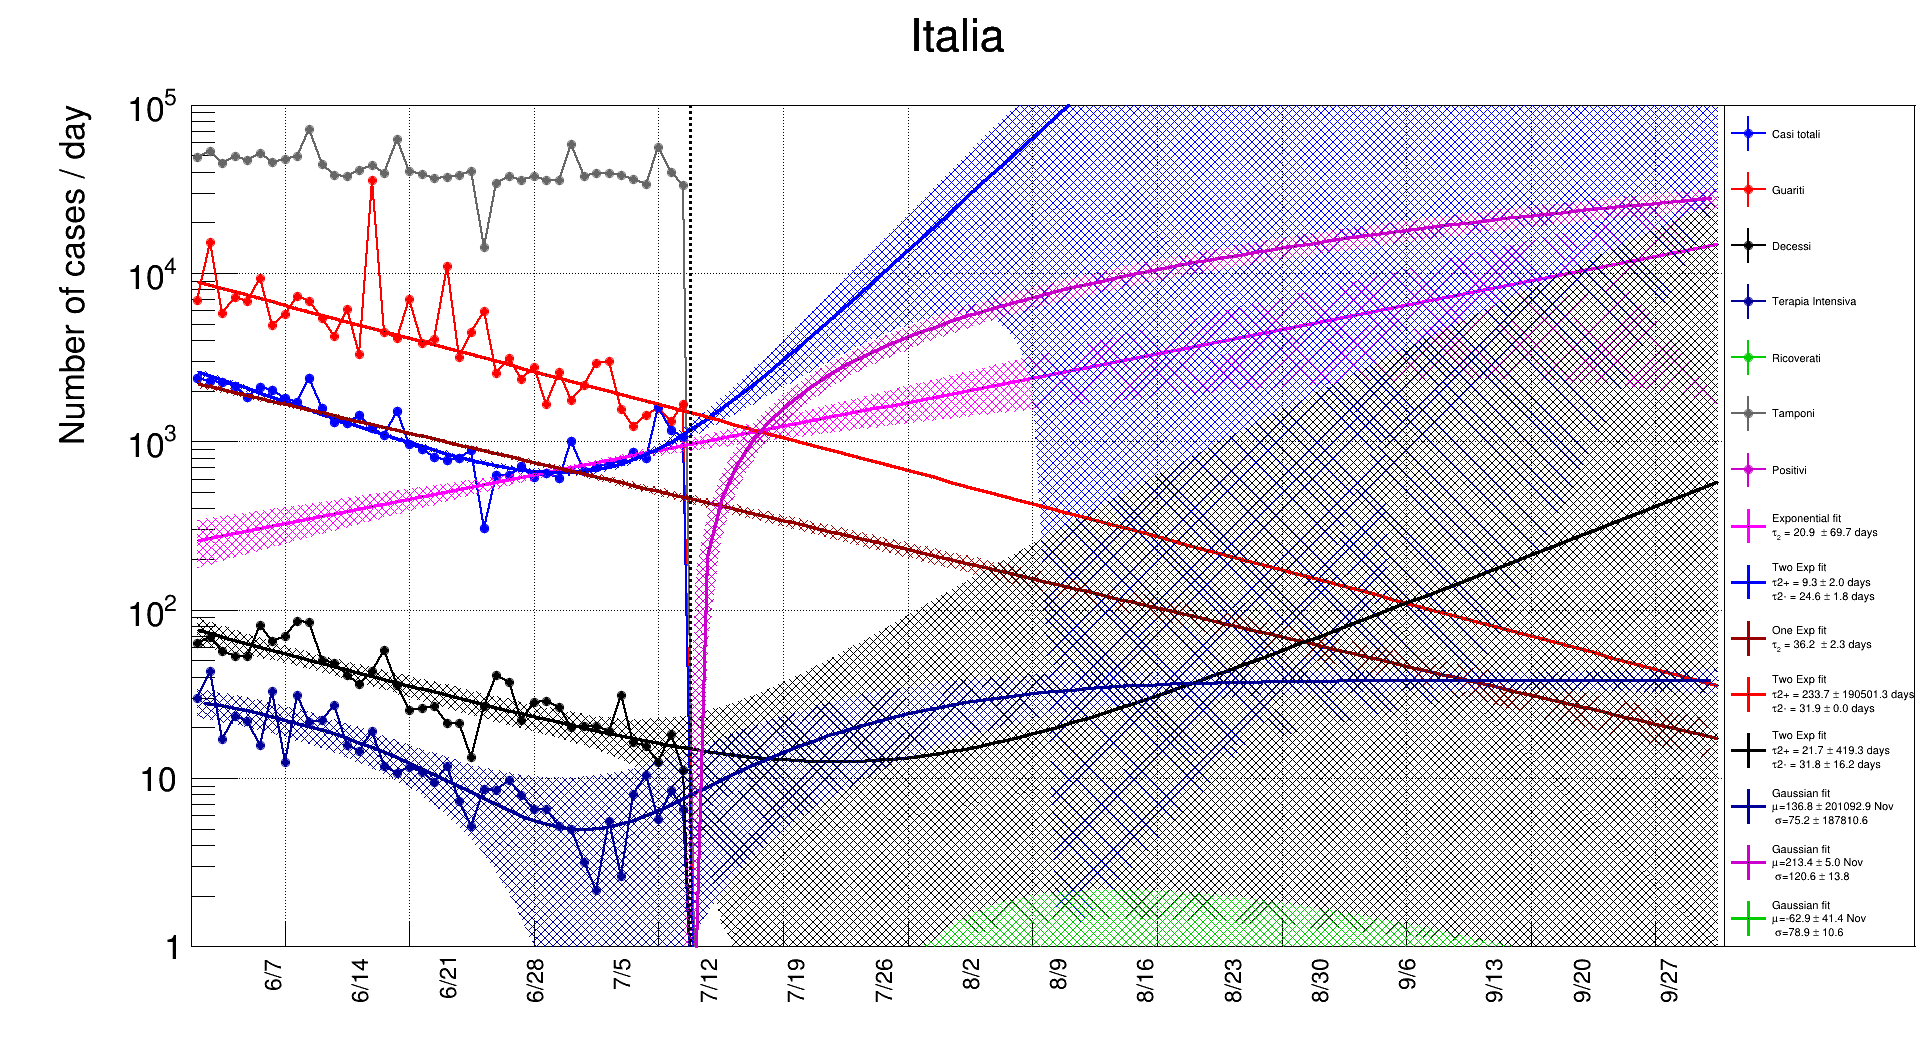 Italia
Number of cases / day
10^5
10^4
10^3
10^2
10
1
6/7
6/14
6/21
6/28
7/5
7/12
7/19
7/26
8/2
8/9
8/16
8/23
8/30
9/6
9/13
9/20
9/27
Casi totali
Guariti
Decessi
Terapia Intensiva
Ricoverati
Tamponi
Positivi
Exponential fit
τ_2 = 20.9 ± 69.7 days
Two Exp fit
τ2+ = 9.3 ± 2.0 days
τ2- = 24.6 ± 1.8 days
One Exp fit
τ_2 = 36.2 ± 2.3 days
Two Exp fit
τ2+ = 233.7 ± 190501.3 days
τ2- = 31.9 ± 0.0 days
Two Exp fit
τ2+ = 21.7 ± 419.3 days
τ2- = 31.8 ± 16.2 days
Gaussian fit
μ=136.8 ± 201092.9 Nov
σ=75.2 ± 187810.6
Gaussian fit
μ=213.4 ± 5.0 Nov
σ=120.6 ± 13.8
Gaussian fit
μ=-62.9 ± 41.4 Nov
σ=78.9 ± 10.6